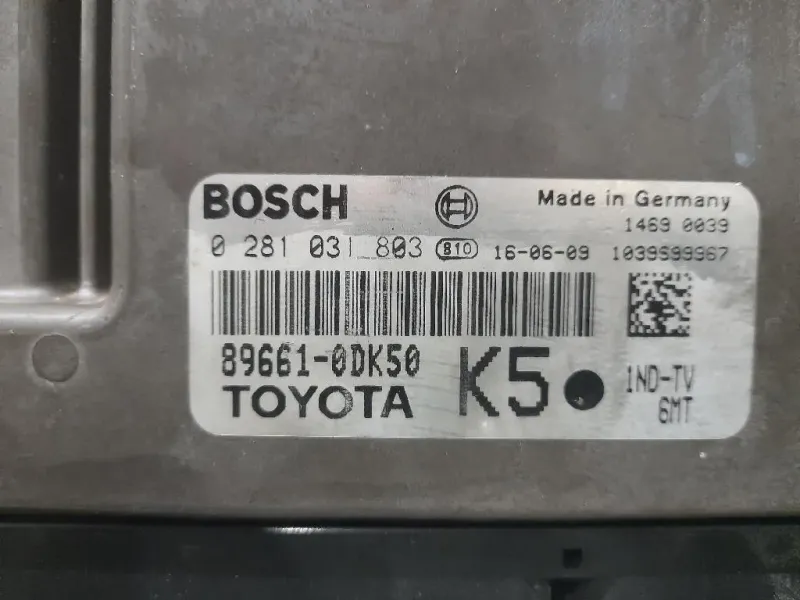 BOSCH Made in Germany
1469 0039
0 281 031 803 810 16-06-09 1039S99967
89661-0DK50 K5 1ND-TV
TOYOTA 6MT